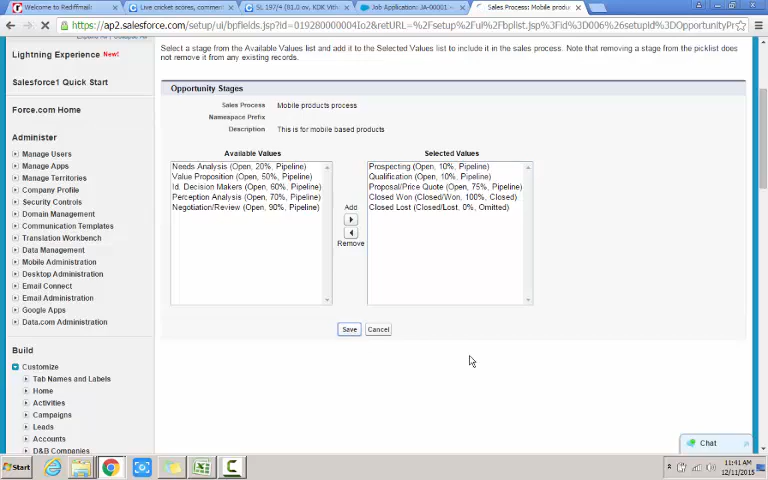 Welcome to Rediffmail:
Live cricket scores, commen
SL 197/4 (81.0 ov, KDK Vith
Job Application: JA-00001
Sales Process: Mobile produ
https://ap2.salesforce.com/setup/ui/bpfields.jsp?id=019280000004Io2&retURL=%2Fsetup%2Ful%2Fbplist.jsp%3Fid%3D006%26setupid%3DOpportunityPr
Expand All | Collapse All
Lightning Experience New!
Salesforce1 Quick Start
Force.com Home
Administer
Manage Users
Manage Apps
Manage Territories
Company Profile
Security Controls
Domain Management
Communication Templates
Translation Workbench
Data Management
Mobile Administration
Desktop Administration
Email Connect
Email Administration
Google Apps
Data.com Administration
Build
Customize
Tab Names and Labels
Home
Activities
Campaigns
Leads
Accounts
D&B Companies
Select a stage from the Available Values list and add it to the Selected Values list to include it in the sales process. Note that removing a stage from the picklist does
not remove it from any existing records.
Opportunity Stages
Sales Process Mobile products process
Namespace Prefix
Description This is for mobile based products
Available Values
Needs Analysis (Open, 20%, Pipeline)
Value Proposition (Open, 50%, Pipeline)
Id. Decision Makers (Open, 60%, Pipeline)
Perception Analysis (Open, 70%, Pipeline)
Negotiation/Review (Open, 90%, Pipeline)
Add
Remove
Selected Values
Prospecting (Open, 10%, Pipeline)
Qualification (Open, 10%, Pipeline)
Proposal/Price Quote (Open, 75%, Pipeline)
Closed Won (Closed/Won, 100%, Closed)
Closed Lost (Closed/Lost, 0%, Omitted)
Save Cancel
Chat
Start
11:41 AM
12/11/2015